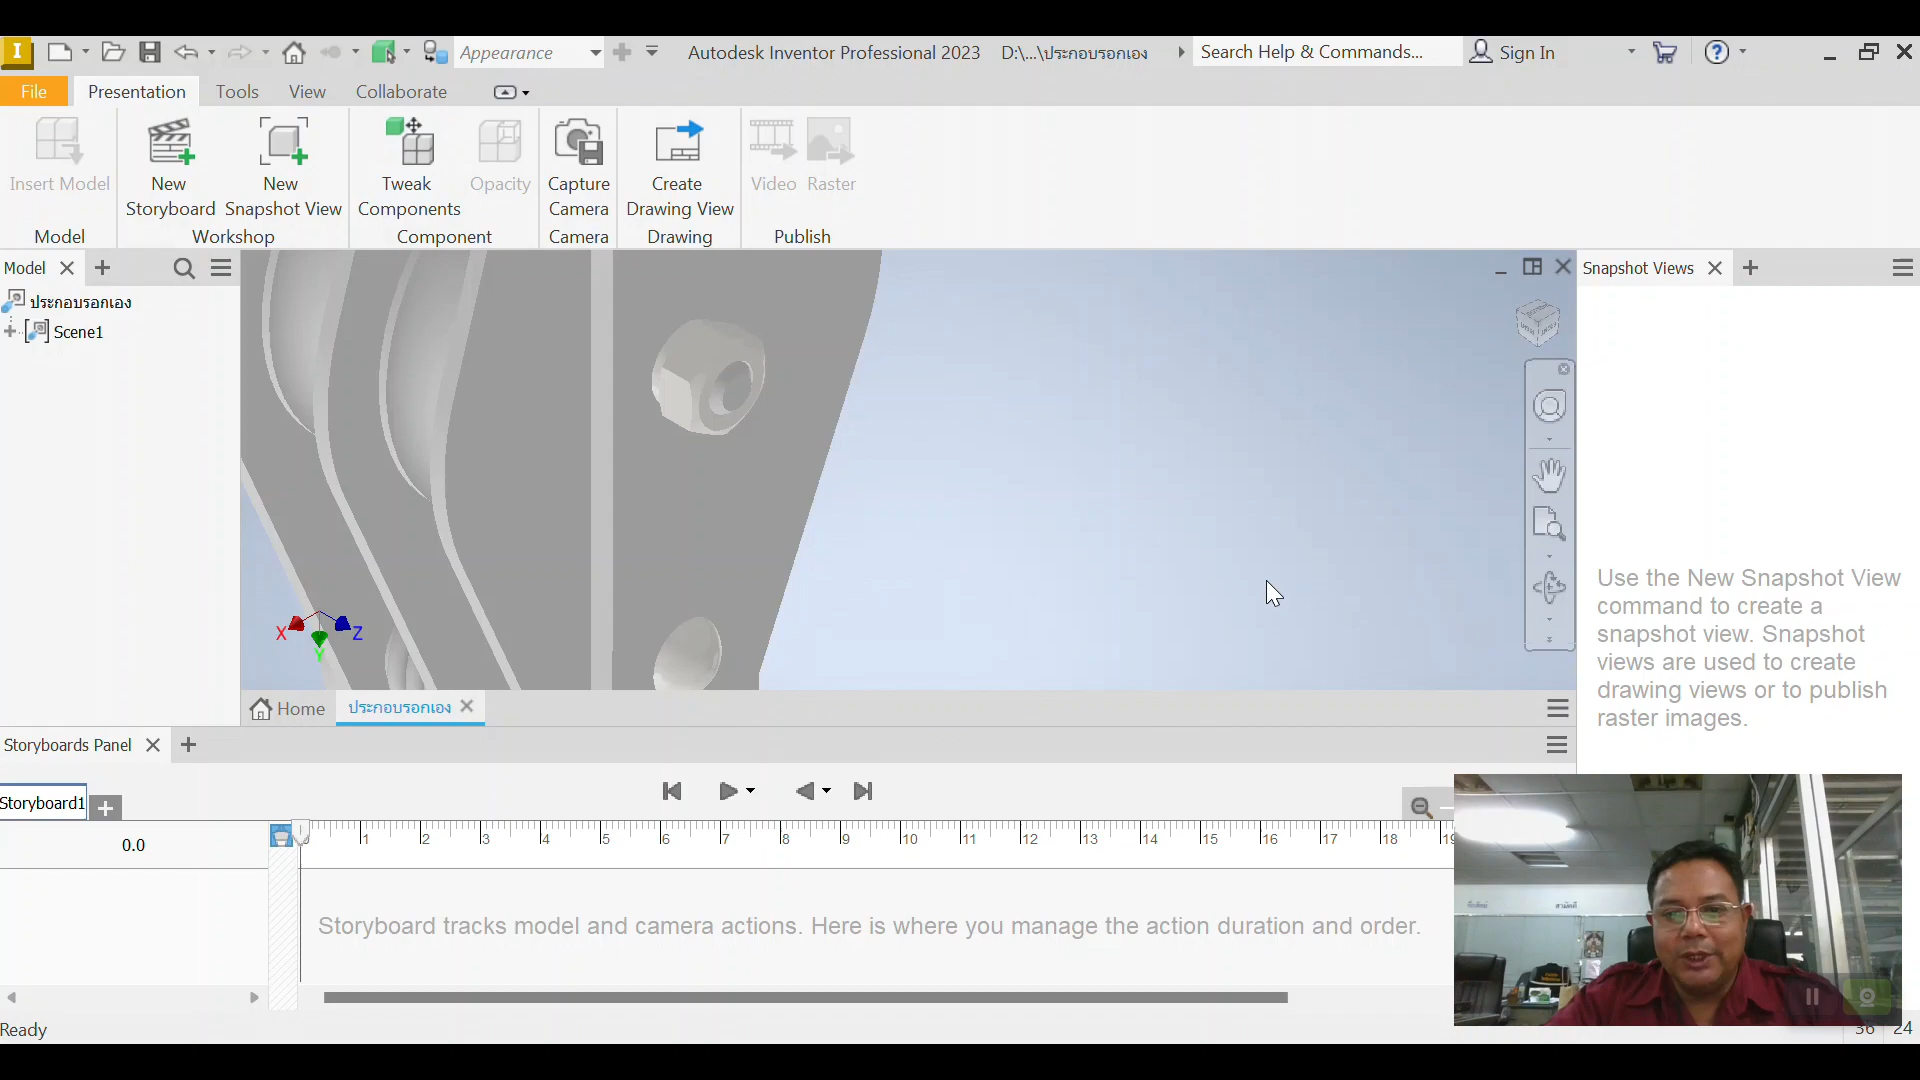 I
Appearance
Autodesk Inventor Professional 2023 D:\...\ประกอบรอกเอง
Search Help & Commands...
Sign In
File
Presentation
Tools
View
Collaborate
Insert Model
New Storyboard
New Snapshot View
Tweak Components
Opacity
Capture Camera
Create Drawing View
Video
Raster
Model
Workshop
Component
Camera
Drawing
Publish
Model
ประกอบรอกเอง
Scene1
X
Y
Z
Home
ประกอบรอกเอง
Snapshot Views
Use the New Snapshot View
command to create a
snapshot view. Snapshot
views are used to create
drawing views or to publish
raster images.
Storyboards Panel
Storyboard1
0.0
0 1 2 3 4 5 6 7 8 9 10 11 12 13 14 15 16 17 18 19
Storyboard tracks model and camera actions. Here is where you manage the action duration and order.
Ready
36 24